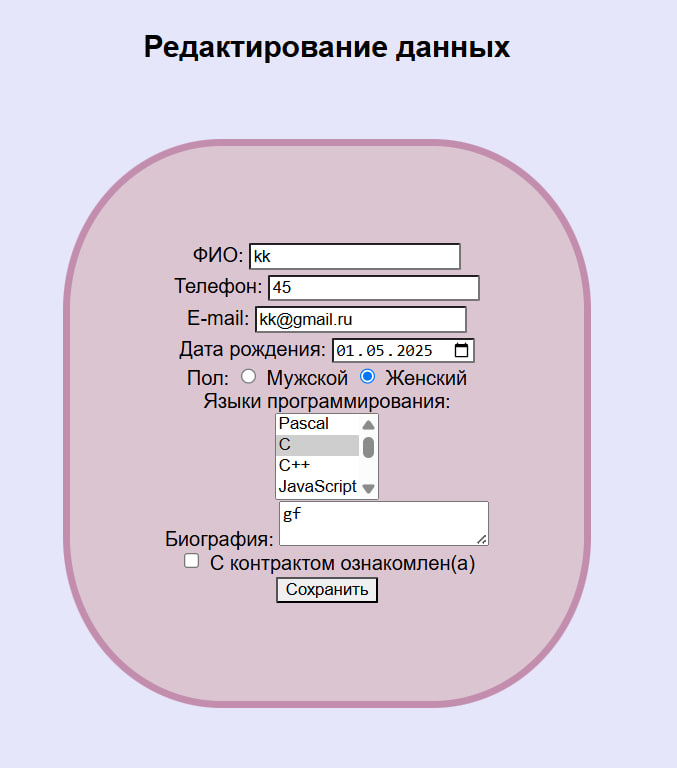 Редактирование данных
ФИО: kk
Телефон: 45
E-mail: kk@gmail.ru
Дата рождения: 01.05.2025
Пол: Мужской Женский
Языки программирования:
Pascal
C
C++
JavaScript
Биография: gf
С контрактом ознакомлен(а)
Сохранить